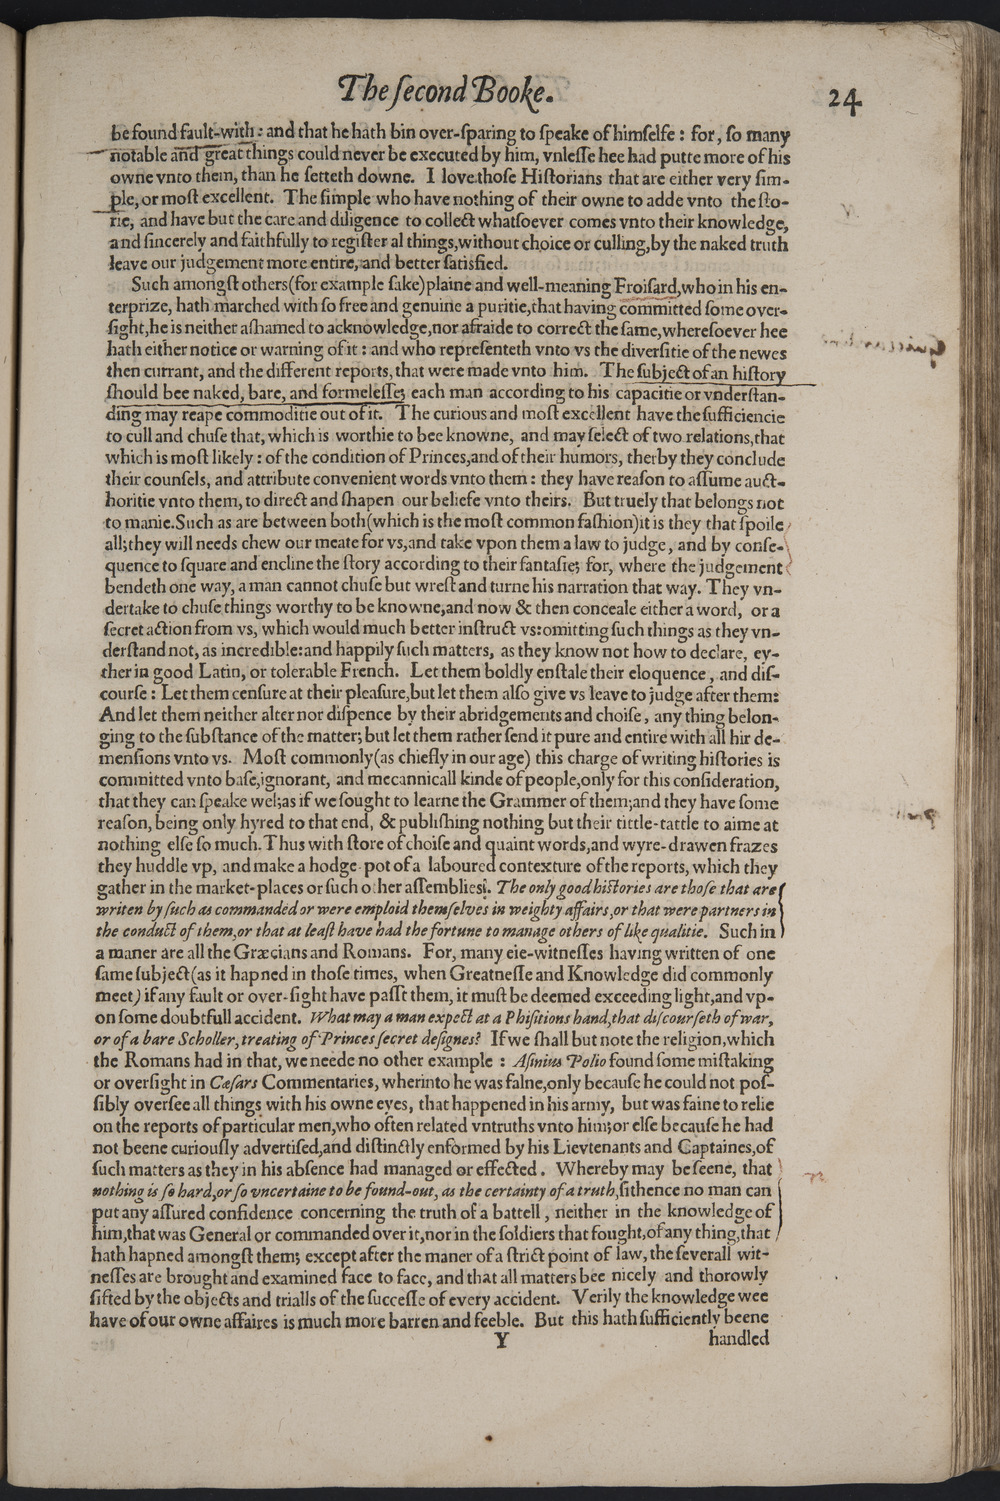 The ſecond Booke.
24
be found fault-with: and that he hath bin over-ſparing to ſpeake of himſelfe: for, ſo many
notable and great things could never be executed by him, vnleſſe hee had putte more of his
owne vnto them, than he ſetteth downe. I love thoſe Hiſtorians that are either very ſim-
ple, or moſt excellent. The ſimple who have nothing of their owne to adde vnto the ſto-
rie, and have but the care and diligence to collect whatſoever comes vnto their knowledge,
and ſincerely and faithfully to regiſter al things, without choice or culling, by the naked truth
leave our judgement more entire, and better ſatisfied.
Such amongſt others (for example ſake) plaine and well-meaning Froiſard, who in his en-
terprize, hath marched with ſo free and genuine a puritie, that having committed ſome over-
ſight, he is neither aſhamed to acknowledge, nor afraide to correct the ſame, whereſoever hee
hath either notice or warning of it: and who repreſenteth vnto vs the diverſitie of the newes
then currant, and the different reports, that were made vnto him. The ſubject of an hiſtory
ſhould bee naked, bare, and formeleſſe; each man according to his capacitie or vnderſtan-
ding may reape commoditie out of it. The curious and moſt excellent have the ſufficiencie
to cull and chuſe that, which is worthie to bee knowne, and may ſelect of two relations, that
which is moſt likely: of the condition of Princes, and of their humors, therby they conclude
their counſels, and attribute convenient words vnto them: they have reaſon to aſſume auct-
horitie vnto them, to direct and ſhapen our beliefe vnto theirs. But truely that belongs not
to manie. Such as are between both (which is the moſt common faſhion) it is they that ſpoile
all; they will needs chew our meate for vs, and take vpon them a law to judge, and by conſe-
quence to ſquare and encline the ſtory according to their fantaſie; for, where the judgement
bendeth one way, a man cannot chuſe but wreſt and turne his narration that way. They vn-
dertake to chuſe things worthy to be knowne, and now & then conceale either a word, or a
ſecret action from vs, which would much better inſtruct vs: omitting ſuch things as they vn-
derſtand not, as incredible: and happily ſuch matters, as they know not how to declare, ey-
ther in good Latin, or tolerable French. Let them boldly enſtale their eloquence, and diſ-
courſe: Let them cenſure at their pleaſure, but let them alſo give vs leave to judge after them:
And let them neither alter nor diſpence by their abridgements and choiſe, any thing belon-
ging to the ſubſtance of the matter; but let them rather ſend it pure and entire with all hir de-
menſions vnto vs. Moſt commonly (as chiefly in our age) this charge of writing hiſtories is
committed vnto baſe, ignorant, and mecannicall kinde of people, only for this conſideration,
that they can ſpeake wel; as if we ſought to learne the Grammer of them; and they have ſome
reaſon, being only hyred to that end, & publiſhing nothing but their tittle-tattle to aime at
nothing elſe ſo much. Thus with ſtore of choiſe and quaint words, and wyre-drawen frazes
they huddle vp, and make a hodge-pot of a laboured contexture of the reports, which they
gather in the market-places or ſuch other aſſemblies. The only good hiſtories are thoſe that are
writen by ſuch as commanded or were emploid themſelves in weighty affairs, or that were partners in
the conduct of them, or that at leaſt have had the fortune to manage others of like qualitie. Such in
a maner are all the Græcians and Romans. For, many eie-witneſſes having written of one
ſame ſubject (as it hapned in thoſe times, when Greatneſſe and Knowledge did commonly
meet) if any fault or over-ſight have paſſt them, it muſt be deemed exceeding light, and vp-
on ſome doubtfull accident. What may a man expect at a Phiſitions hand, that diſcourſeth of war,
or of a bare Scholler, treating of Princes ſecret deſignes? If we ſhall but note the religion, which
the Romans had in that, we neede no other example: Aſinius Polio found ſome miſtaking
or overſight in Cæſars Commentaries, wherinto he was falne, only becauſe he could not poſ-
ſibly overſee all things with his owne eyes, that happened in his army, but was faine to relie
on the reports of particular men, who often related vntruths vnto him; or elſe becauſe he had
not beene curiouſly advertiſed, and diſtinctly enformed by his Lievtenants and Captaines, of
ſuch matters as they in his abſence had managed or effected. Whereby may be ſeene, that
nothing is ſo hard, or ſo vncertaine to be found-out, as the certainty of a truth, ſithence no man can
put any aſſured confidence concerning the truth of a battell, neither in the knowledge of
him, that was General or commanded over it, nor in the ſoldiers that fought, of any thing, that
hath hapned amongſt them; except after the maner of a ſtrict point of law, the ſeverall wit-
neſſes are brought and examined face to face, and that all matters bee nicely and thorowly
ſifted by the objects and trialls of the ſucceſſe of every accident. Verily the knowledge wee
have of our owne affaires is much more barren and feeble. But this hath ſufficiently beene
Y
handled